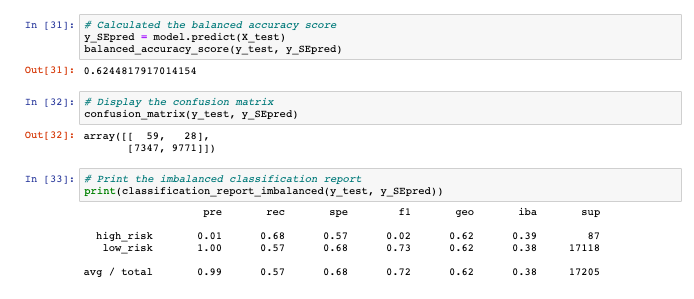 In [31]: # Calculated the balanced accuracy score
y_SEpred = model.predict(X_test)
balanced_accuracy_score(y_test, y_SEpred)
Out[31]: 0.6244817917014154
In [32]: # Display the confusion matrix
confusion_matrix(y_test, y_SEpred)
Out[32]: array([[  59,   28],
       [7347, 9771]])
In [33]: # Print the imbalanced classification report
print(classification_report_imbalanced(y_test, y_SEpred))
pre rec spe f1 geo iba sup
high_risk 0.01 0.68 0.57 0.02 0.62 0.39 87
low_risk 1.00 0.57 0.68 0.73 0.62 0.38 17118
avg / total 0.99 0.57 0.68 0.72 0.62 0.38 17205